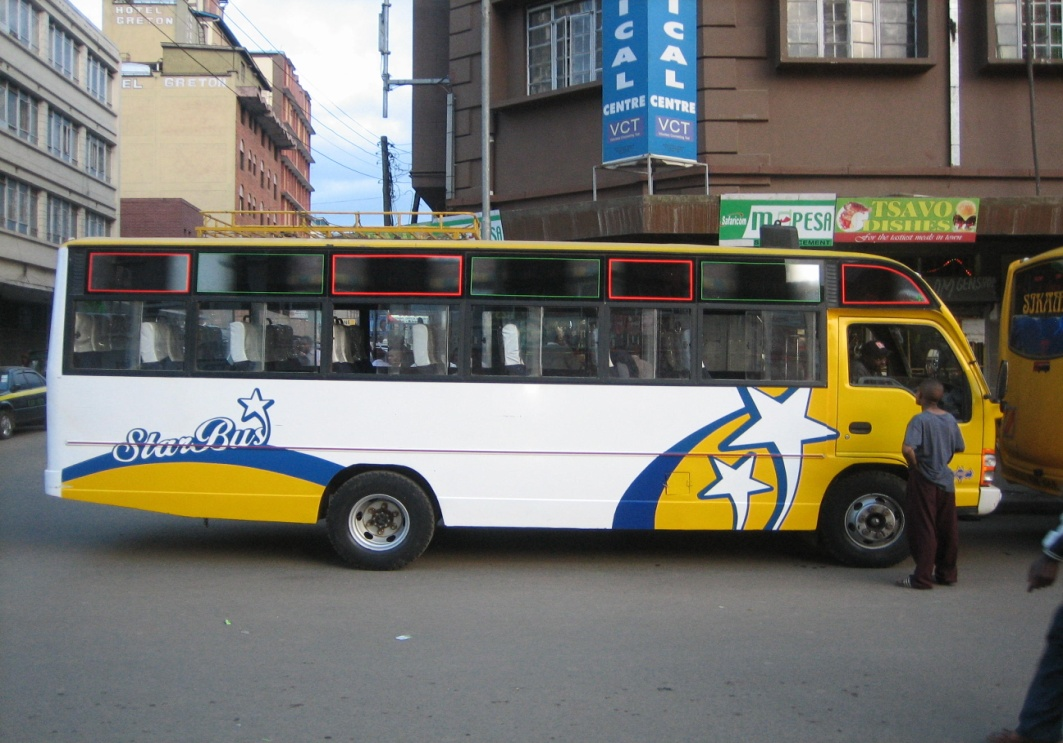 HOTEL
GRETON
EL GRETON
ICAL
CENTRE
VCT
ICAL
CENTRE
VCT
Safaricom M-PESA
TSAVO
DISHES
For the tastiest meals in town
StarBus